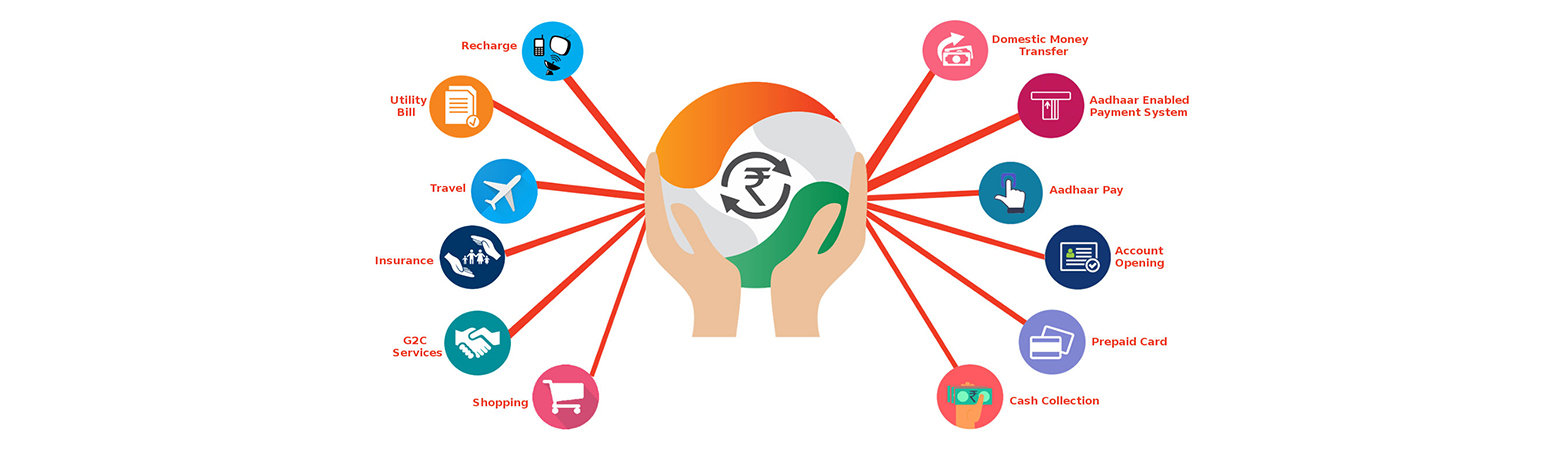 Recharge
Utility
Bill
Travel
Insurance
G2C
Services
Shopping
₹
Domestic Money
Transfer
Aadhaar Enabled
Payment System
Aadhaar Pay
Account
Opening
Prepaid Card
Cash Collection
₹